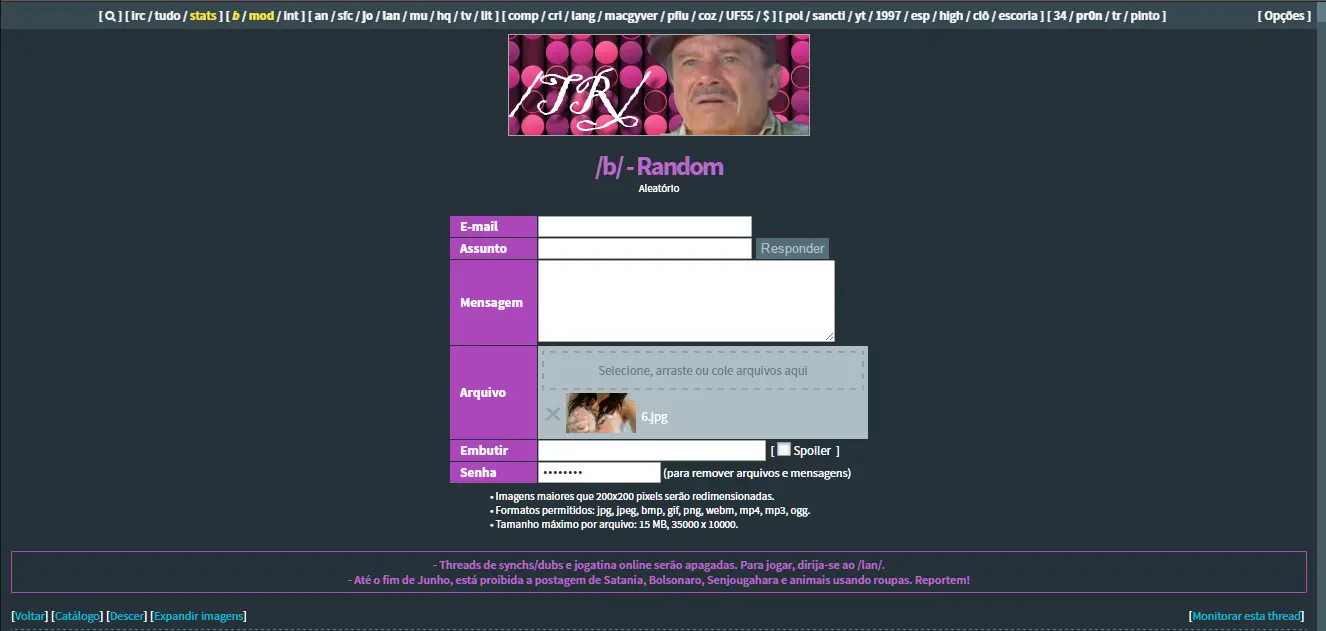 [ ] [ irc / tudo / stats ] [ b / mod / int ] [ an / sfc / jo / lan / mu / hq / tv / lit ] [ comp / cri / lang / macgyver / pfiu / coz / UF55 / $ ] [ pol / sancti / yt / 1997 / esp / high / clô / escoria ] [ 34 / pr0n / tr / pinto ] [ Opções ]
/TR/
/b/ - Random
Aleatório
E-mail
Assunto Responder
Mensagem
Selecione, arraste ou cole arquivos aqui
Arquivo
6.jpg
Embutir [ Spoiler ]
Senha •••••••• (para remover arquivos e mensagens)
• Imagens maiores que 200x200 pixels serão redimensionadas.
• Formatos permitidos: jpg, jpeg, bmp, gif, png, webm, mp4, mp3, ogg.
• Tamanho máximo por arquivo: 15 MB, 35000 x 10000.
- Threads de synchs/dubs e jogatina online serão apagadas. Para jogar, dirija-se ao /lan/.
- Até o fim de Junho, está proibida a postagem de Satania, Bolsonaro, Senjougahara e animais usando roupas. Reportem!
[Voltar] [Catálogo] [Descer] [Expandir imagens] [Monitorar esta thread]